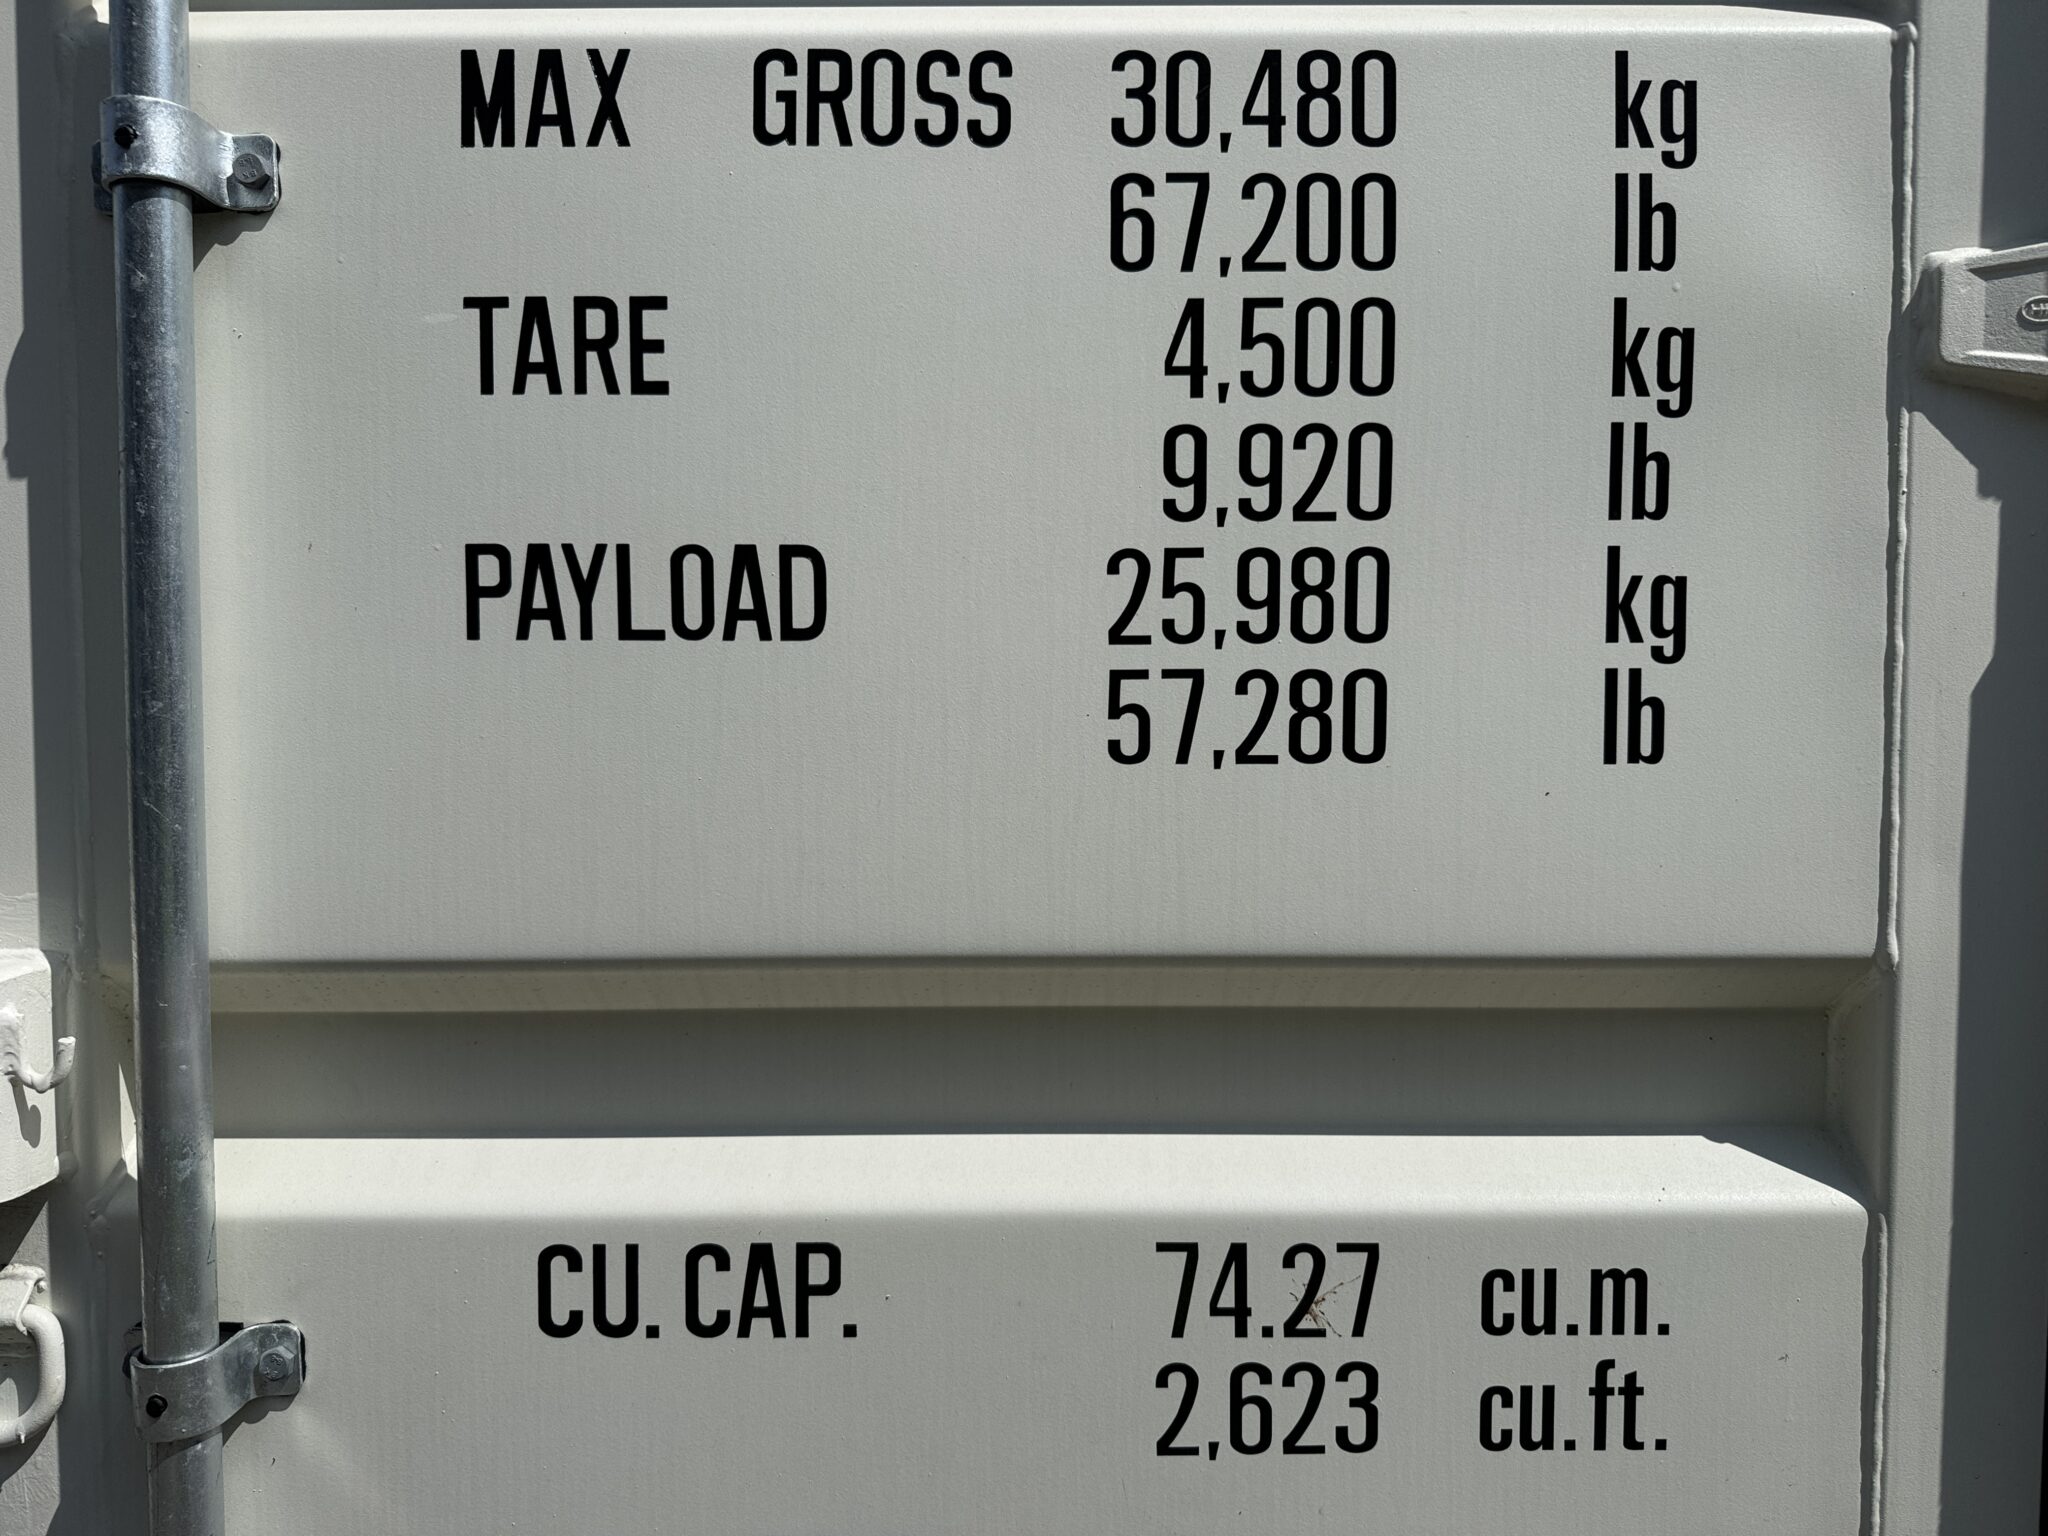 MAX GROSS 30,480 kg
67,200 lb
TARE 4,500 kg
9,920 lb
PAYLOAD 25,980 kg
57,280 lb
CU. CAP. 74.27 cu.m.
2,623 cu.ft.